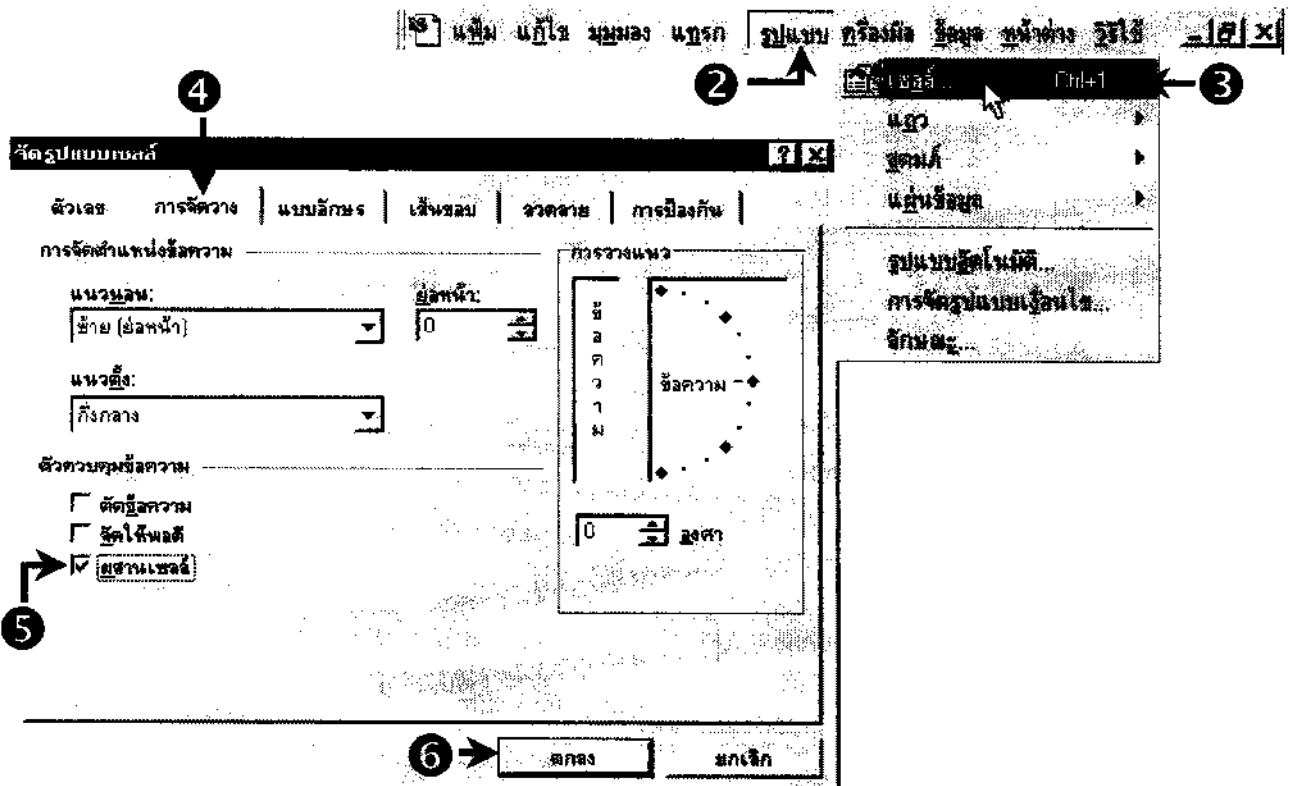 แฟ้ม แก้ไข มุมมอง แทรก รูปแบบ เครื่องมือ ข้อมูล หน้าต่าง วิธีใช้
❷
เซลล์... Ctrl+1
❸
แถว
คอลัมน์
แผ่นข้อมูล
รูปแบบอัตโนมัติ...
การจัดรูปแบบเงื่อนไข...
ลักษณะ...
❹
จัดรูปแบบเซลล์
ตัวเลข การจัดวาง แบบอักษร เส้นขอบ ลวดลาย การป้องกัน
การจัดตำแหน่งข้อความ
แนวนอน: ย่อหน้า:
ซ้าย (ย่อหน้า) 0
แนวตั้ง:
กึ่งกลาง
ตัวควบคุมข้อความ
ตัดข้อความ
จัดให้พอดี
❺
ผสานเซลล์
การวางแนว
ข้อความ
ข้อความ
0 องศา
❻
ตกลง ยกเลิก